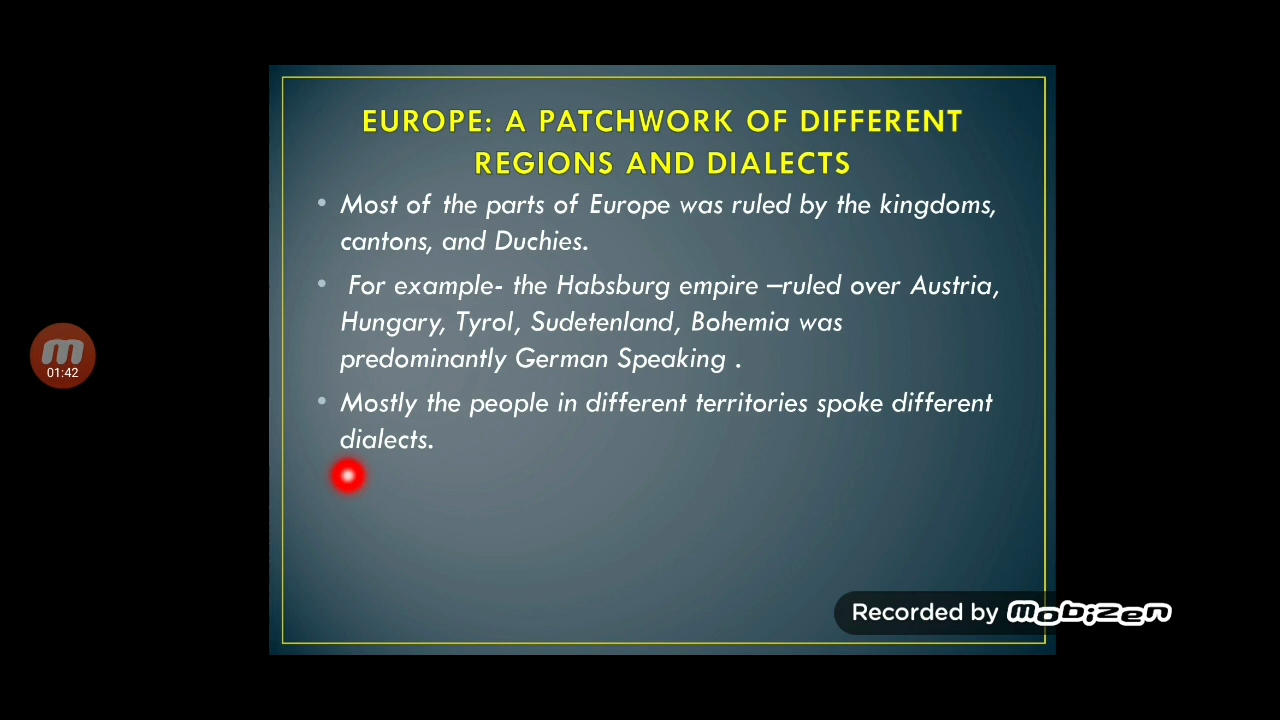 EUROPE: A PATCHWORK OF DIFFERENT
REGIONS AND DIALECTS
• Most of the parts of Europe was ruled by the kingdoms,
cantons, and Duchies.
• For example- the Habsburg empire –ruled over Austria,
Hungary, Tyrol, Sudetenland, Bohemia was
predominantly German Speaking .
• Mostly the people in different territories spoke different
dialects.
m
01:42
Recorded by mobizen